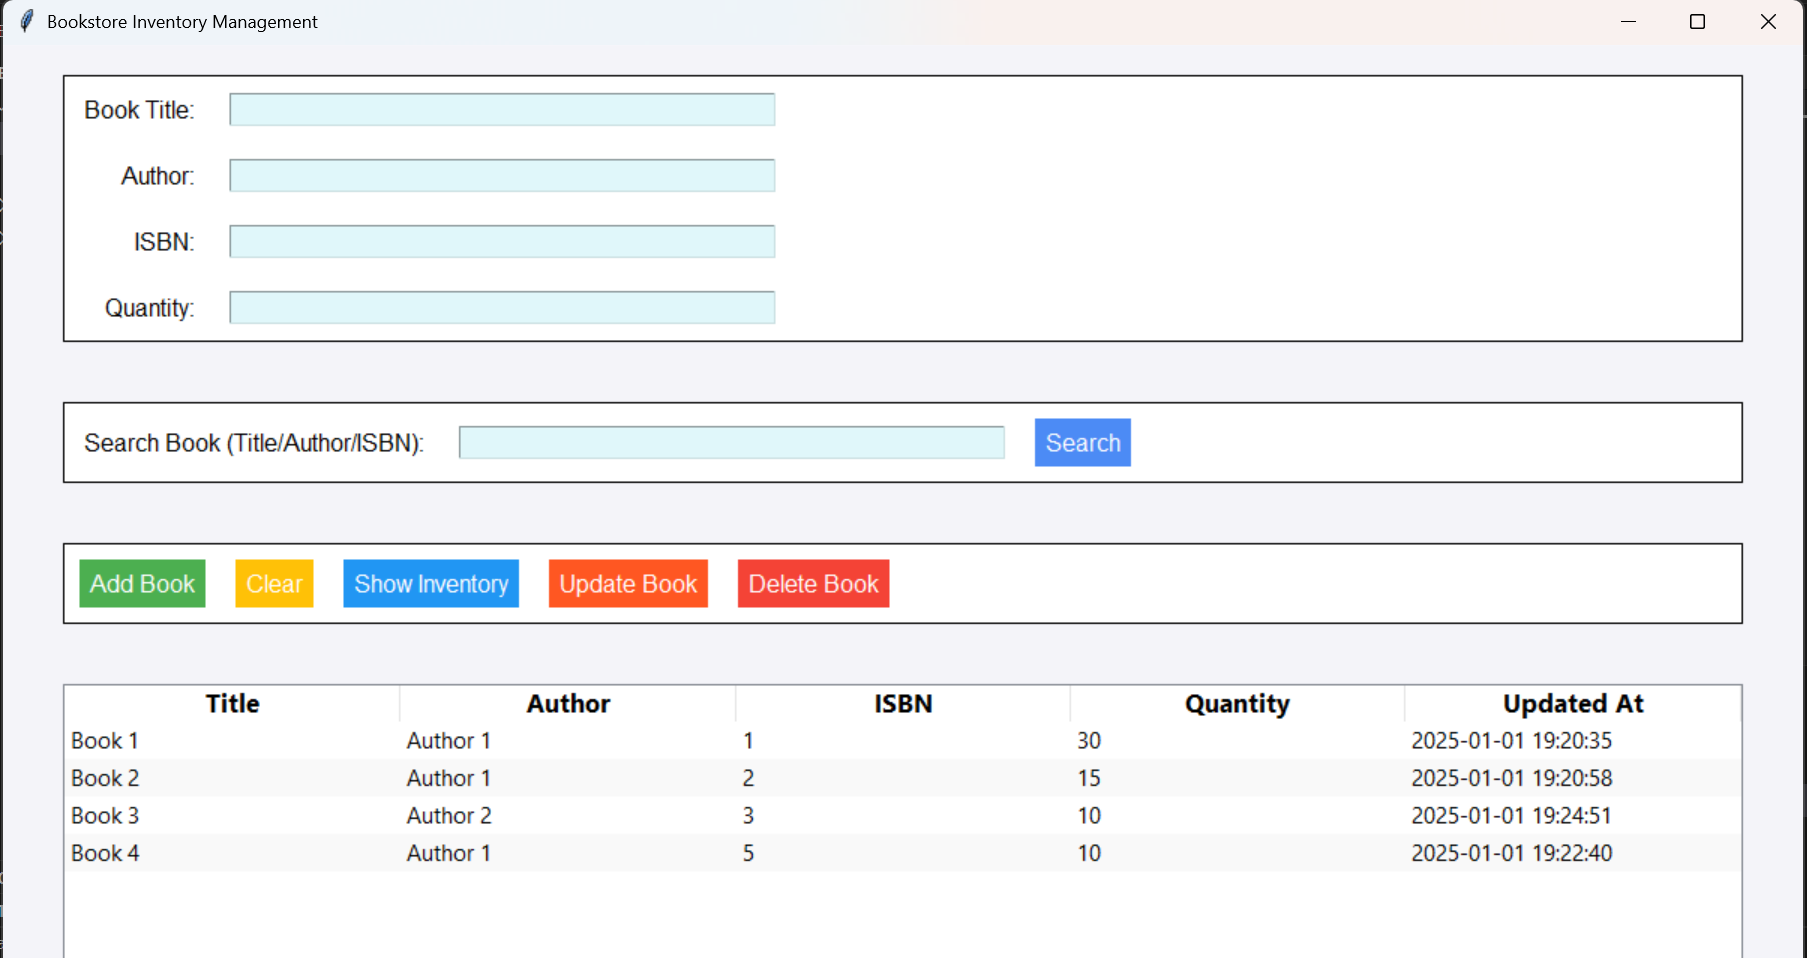 Bookstore Inventory Management
Book Title:
Author:
ISBN:
Quantity:
Search Book (Title/Author/ISBN): Search
Add Book Clear Show Inventory Update Book Delete Book
Title Author ISBN Quantity Updated At
Book 1 Author 1 1 30 2025-01-01 19:20:35
Book 2 Author 1 2 15 2025-01-01 19:20:58
Book 3 Author 2 3 10 2025-01-01 19:24:51
Book 4 Author 1 5 10 2025-01-01 19:22:40